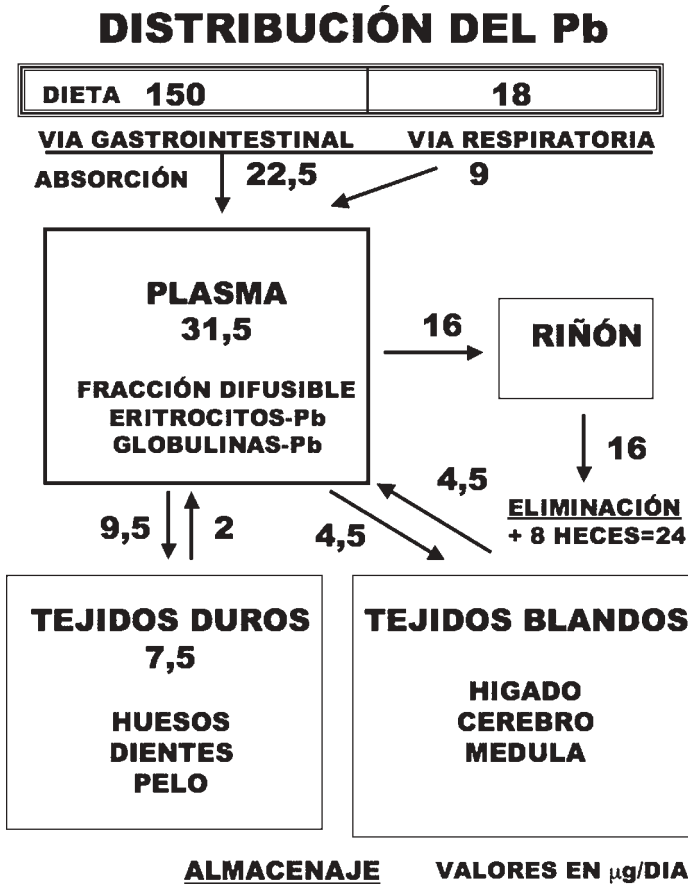 DISTRIBUCIÓN DEL Pb
DIETA 150 18
VIA GASTROINTESTINAL VIA RESPIRATORIA
ABSORCIÓN 22,5 9
PLASMA
31,5
FRACCIÓN DIFUSIBLE
ERITROCITOS-Pb
GLOBULINAS-Pb
16
RIÑÓN
16
ELIMINACIÓN
+ 8 HECES=24
9,5 2 4,5 4,5
TEJIDOS DUROS
7,5
HUESOS
DIENTES
PELO
TEJIDOS BLANDOS
HIGADO
CEREBRO
MEDULA
ALMACENAJE VALORES EN µg/DIA